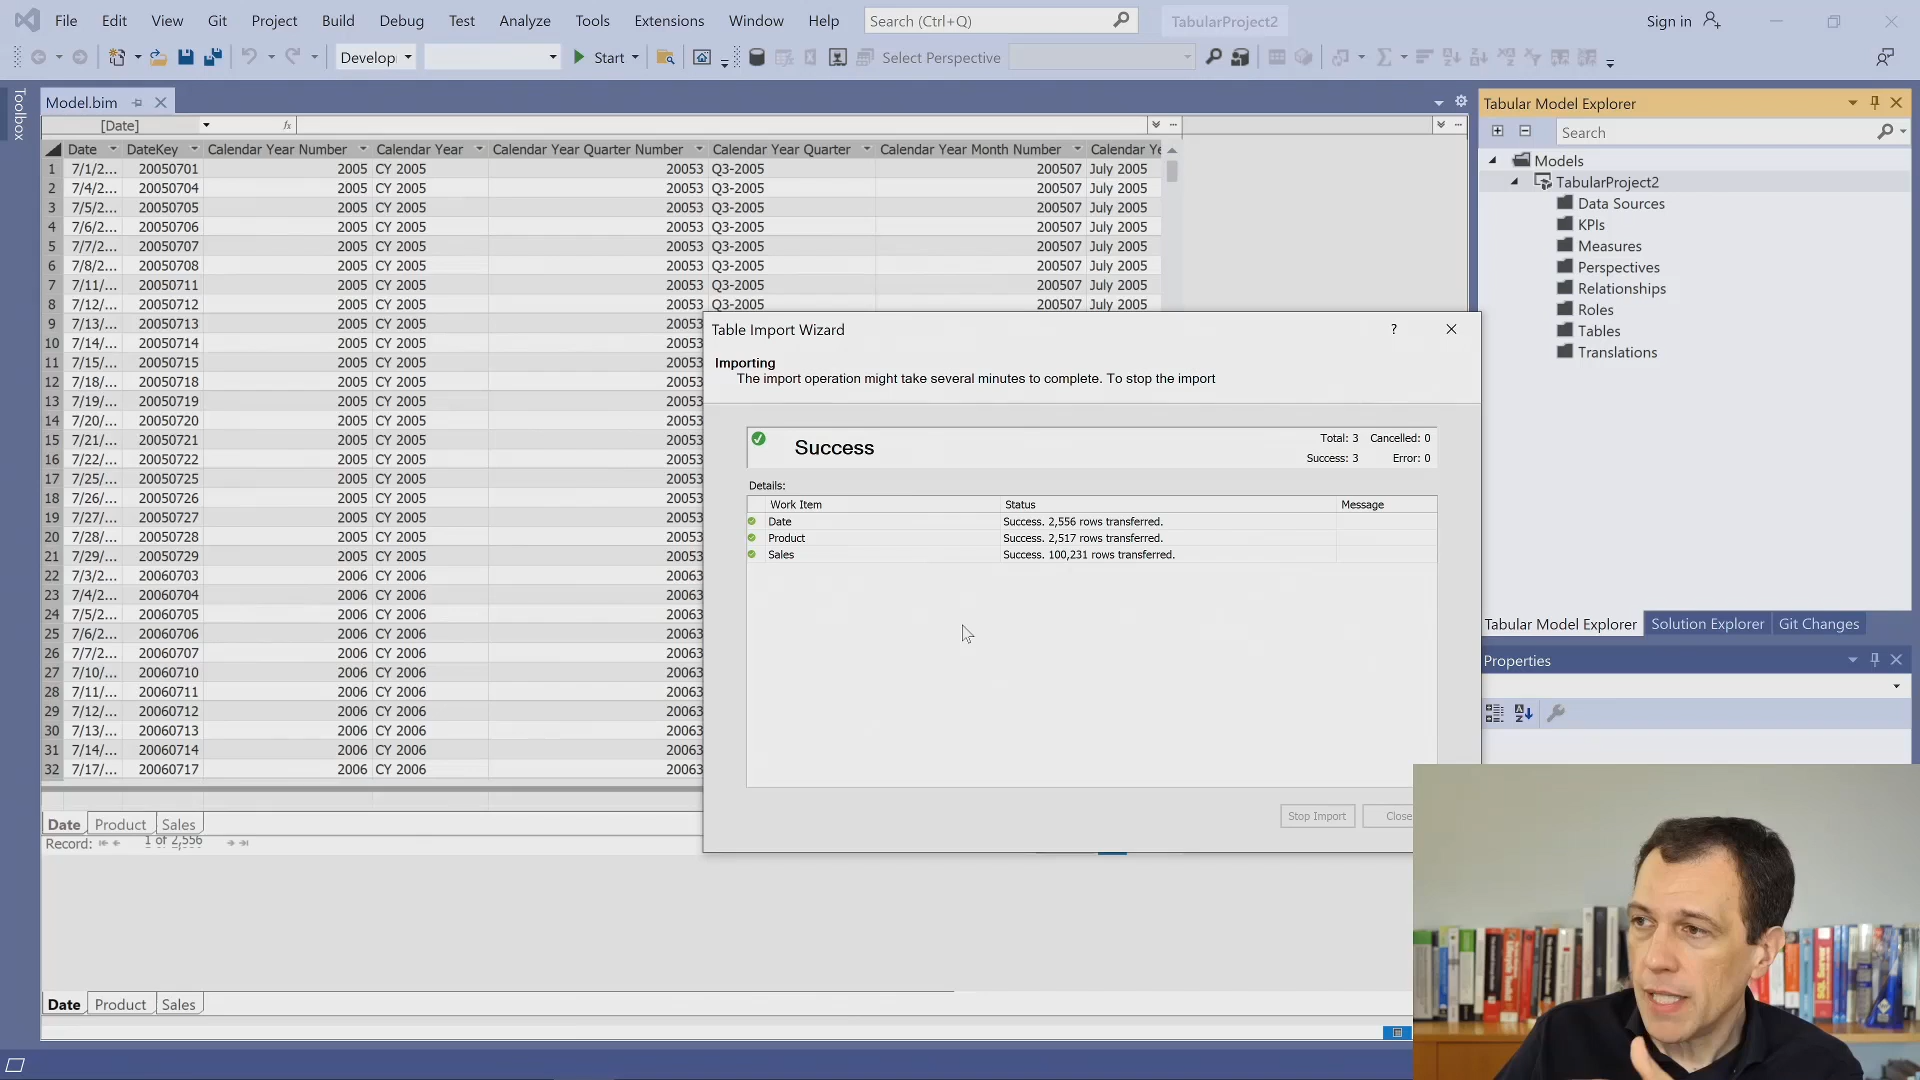 File Edit View Git Project Build Debug Test Analyze Tools Extensions Window Help Search (Ctrl+Q) TabularProject2 Sign in
Develop Start Select Perspective
Toolbox
Model.bim
[Date] fx
Date DateKey Calendar Year Number Calendar Year Calendar Year Quarter Number Calendar Year Quarter Calendar Year Month Number Calendar Ye
1 7/1/2... 20050701 2005 CY 2005 20053 Q3-2005 200507 July 2005
2 7/4/2... 20050704 2005 CY 2005 20053 Q3-2005 200507 July 2005
3 7/5/2... 20050705 2005 CY 2005 20053 Q3-2005 200507 July 2005
4 7/6/2... 20050706 2005 CY 2005 20053 Q3-2005 200507 July 2005
5 7/7/2... 20050707 2005 CY 2005 20053 Q3-2005 200507 July 2005
6 7/8/2... 20050708 2005 CY 2005 20053 Q3-2005 200507 July 2005
7 7/11/... 20050711 2005 CY 2005 20053 Q3-2005 200507 July 2005
8 7/12/... 20050712 2005 CY 2005 20053 Q3-2005 200507 July 2005
9 7/13/... 20050713 2005 CY 2005 20053
10 7/14/... 20050714 2005 CY 2005 20053
11 7/15/... 20050715 2005 CY 2005 20053
12 7/18/... 20050718 2005 CY 2005 20053
13 7/19/... 20050719 2005 CY 2005 20053
14 7/20/... 20050720 2005 CY 2005 20053
15 7/21/... 20050721 2005 CY 2005 20053
16 7/22/... 20050722 2005 CY 2005 20053
17 7/25/... 20050725 2005 CY 2005 20053
18 7/26/... 20050726 2005 CY 2005 20053
19 7/27/... 20050727 2005 CY 2005 20053
20 7/28/... 20050728 2005 CY 2005 20053
21 7/29/... 20050729 2005 CY 2005 20053
22 7/3/2... 20060703 2006 CY 2006 20063
23 7/4/2... 20060704 2006 CY 2006 20063
24 7/5/2... 20060705 2006 CY 2006 20063
25 7/6/2... 20060706 2006 CY 2006 20063
26 7/7/2... 20060707 2006 CY 2006 20063
27 7/10/... 20060710 2006 CY 2006 20063
28 7/11/... 20060711 2006 CY 2006 20063
29 7/12/... 20060712 2006 CY 2006 20063
30 7/13/... 20060713 2006 CY 2006 20063
31 7/14/... 20060714 2006 CY 2006 20063
32 7/17/... 20060717 2006 CY 2006 20063
Date Product Sales
Record: 1 of 2,556
Date Product Sales
Table Import Wizard ?
Importing
The import operation might take several minutes to complete. To stop the import
Success
Total: 3 Cancelled: 0
Success: 3 Error: 0
Details:
Work Item Status Message
Date Success. 2,556 rows transferred.
Product Success. 2,517 rows transferred.
Sales Success. 100,231 rows transferred.
Stop Import Close
Tabular Model Explorer
Search
Models
TabularProject2
Data Sources
KPIs
Measures
Perspectives
Relationships
Roles
Tables
Translations
Tabular Model Explorer Solution Explorer Git Changes
Properties